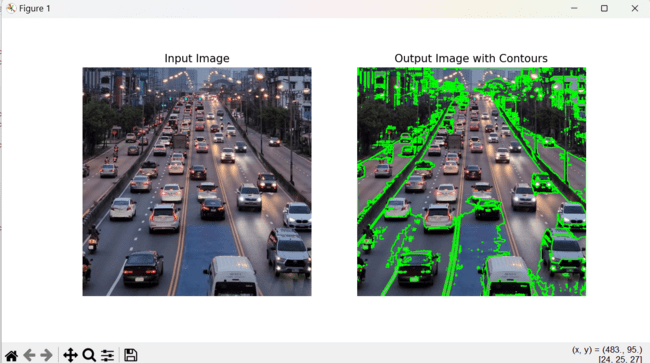 Figure 1
Input Image
Output Image with Contours
(x, y) = (483., 95.)
[24, 25, 27]